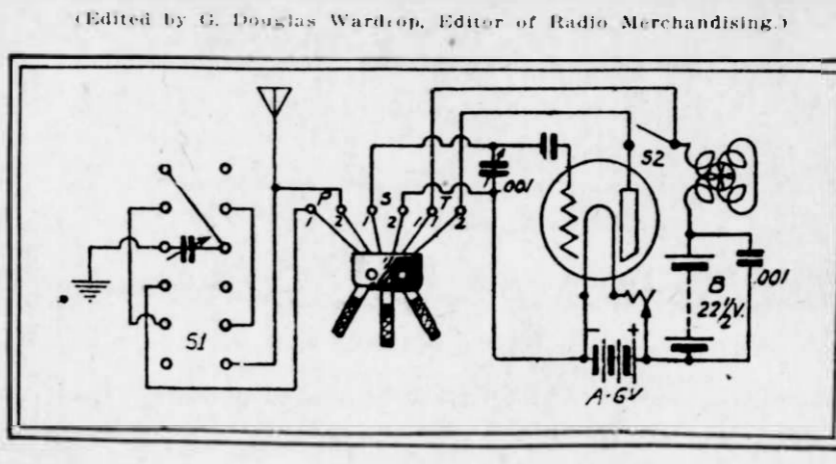 (Edited by G. Douglas Wardrop, Editor of Radio Merchandising.)
P S T
1 2 1 2 1 2
.001
S2
B
22½V.
.001
S1
- +
A-6V